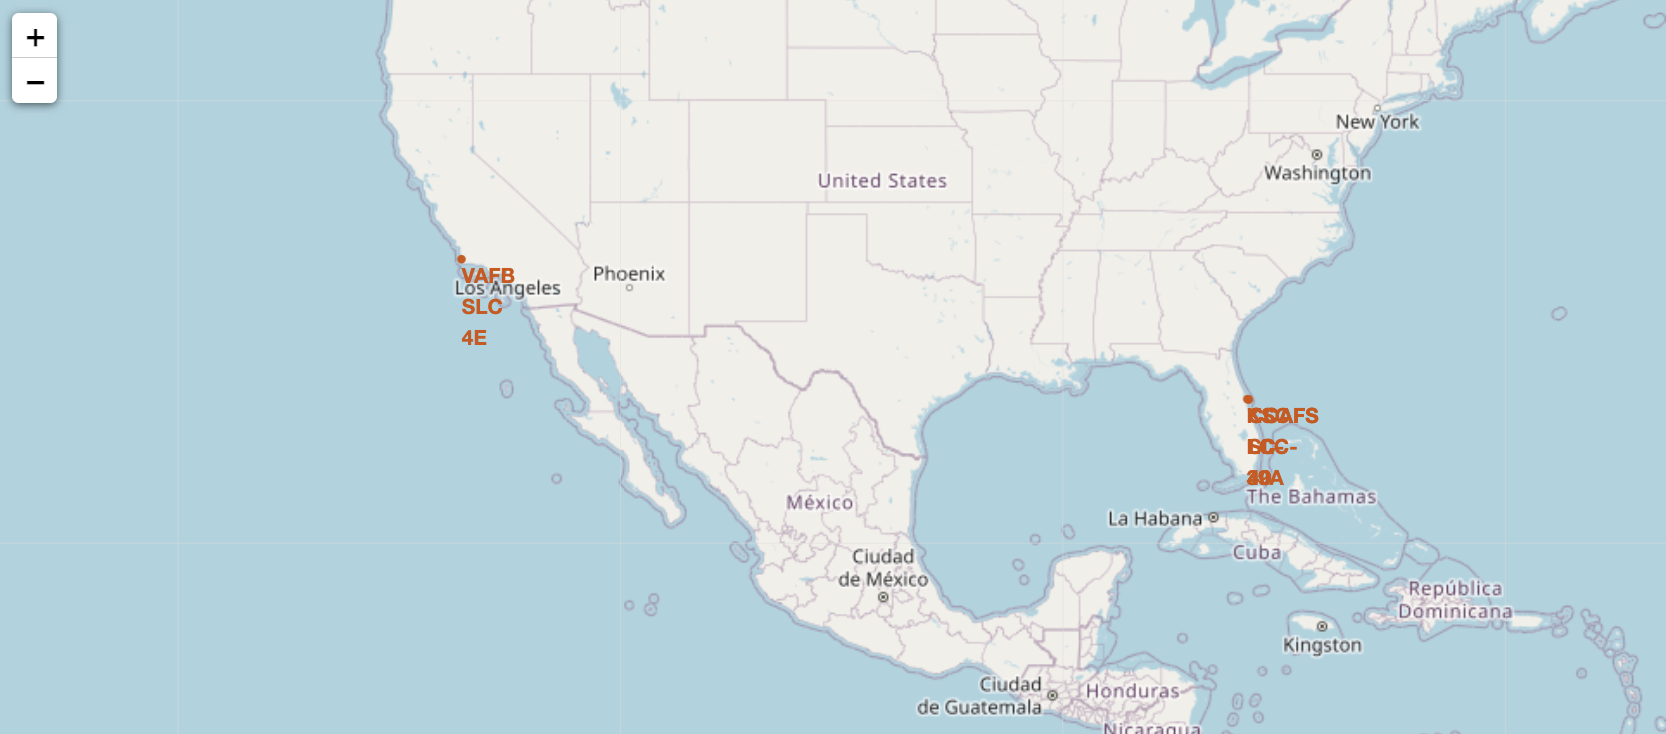 +
−
New York
Washington
United States
VAFB
SLC
4E
Los Angeles
Phoenix
The Bahamas
México
La Habana
Cuba
Ciudad
de México
República
Dominicana
Kingston
Ciudad
de Guatemala
Honduras
Nicaragua